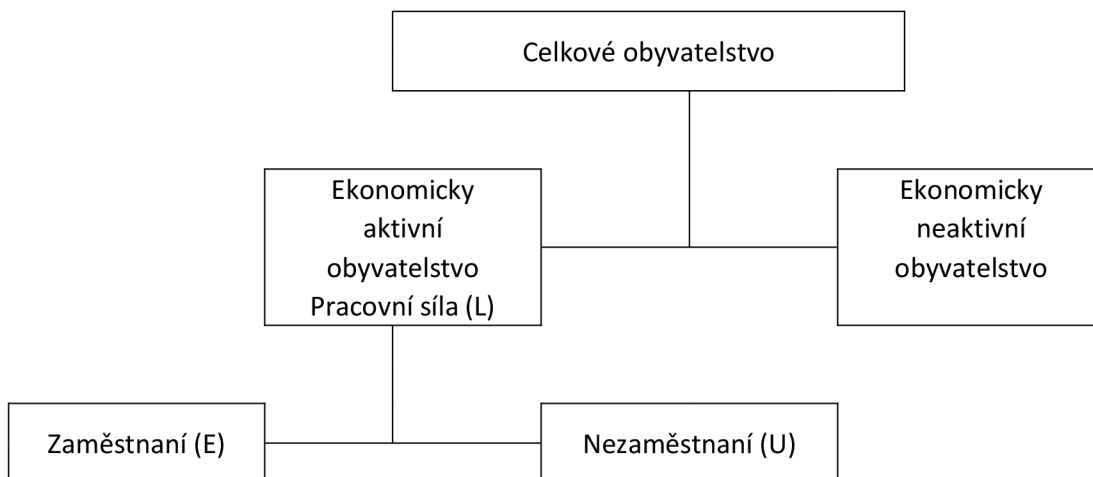 Celkové obyvatelstvo
Ekonomicky
aktivní
obyvatelstvo
Pracovní síla (L)
Ekonomicky
neaktivní
obyvatelstvo
Zaměstnaní (E)
Nezaměstnaní (U)